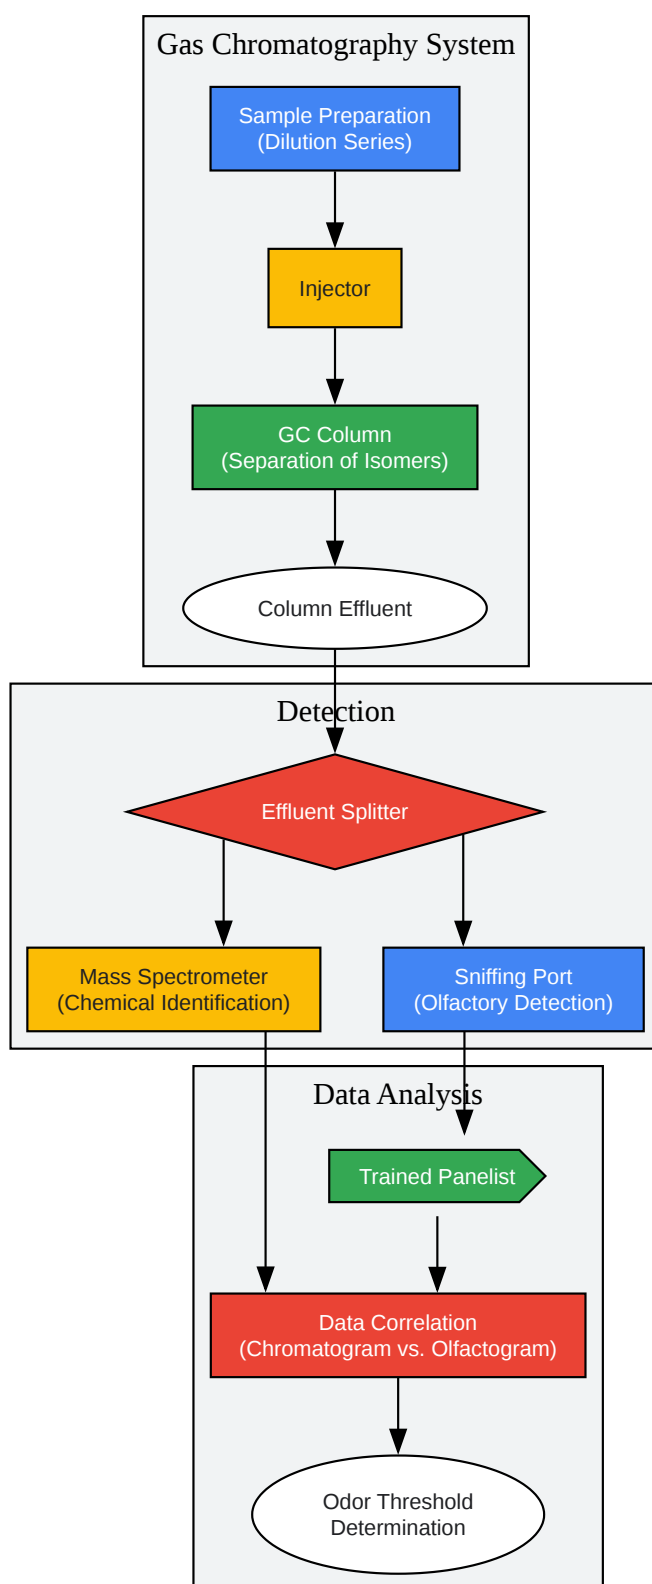 Gas Chromatography System
Sample Preparation
(Dilution Series)
Injector
GC Column
(Separation of Isomers)
Column Effluent
Detection
Effluent Splitter
Mass Spectrometer
(Chemical Identification)
Sniffing Port
(Olfactory Detection)
Data Analysis
Trained Panelist
Data Correlation
(Chromatogram vs. Olfactogram)
Odor Threshold
Determination